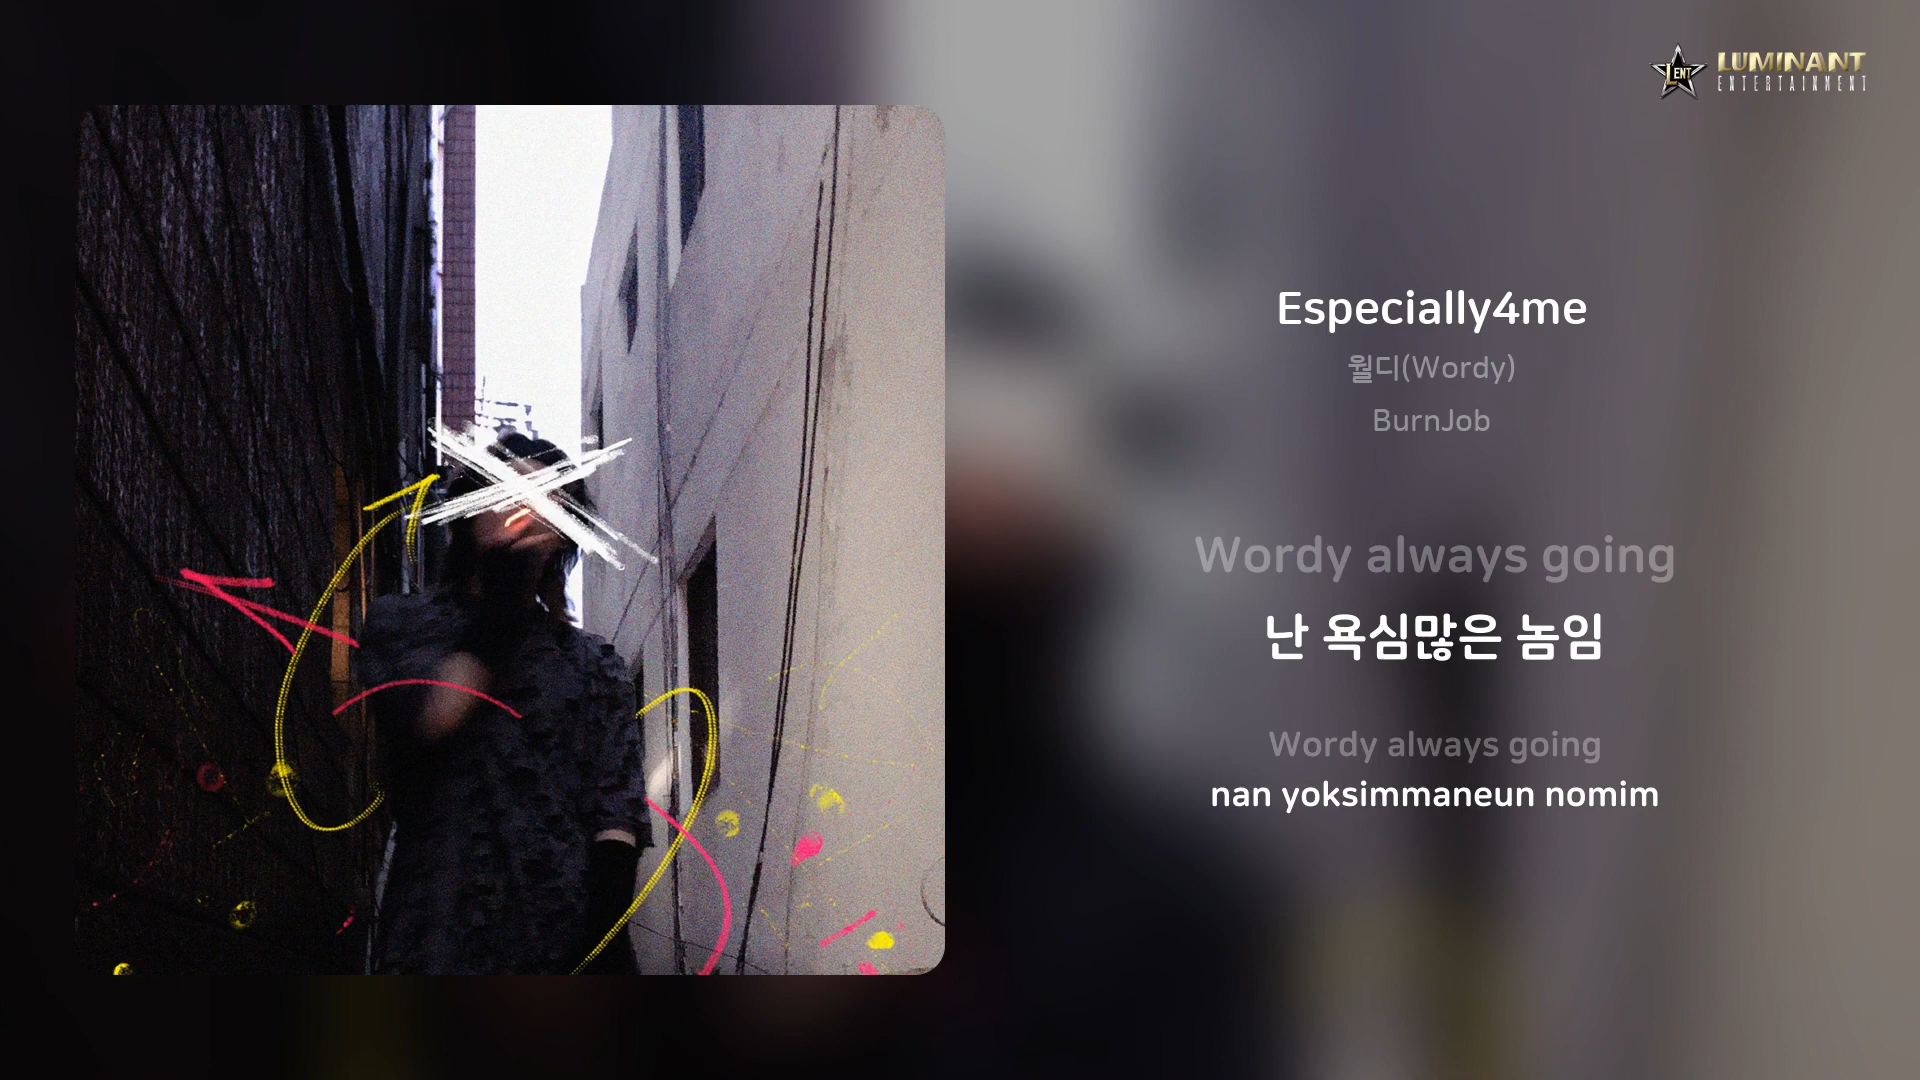 LENT
LUMINANT
ENTERTAINMENT
Especially4me
월디(Wordy)
BurnJob
Wordy always going
난 욕심많은 놈임
Wordy always going
nan yoksimmaneun nomim